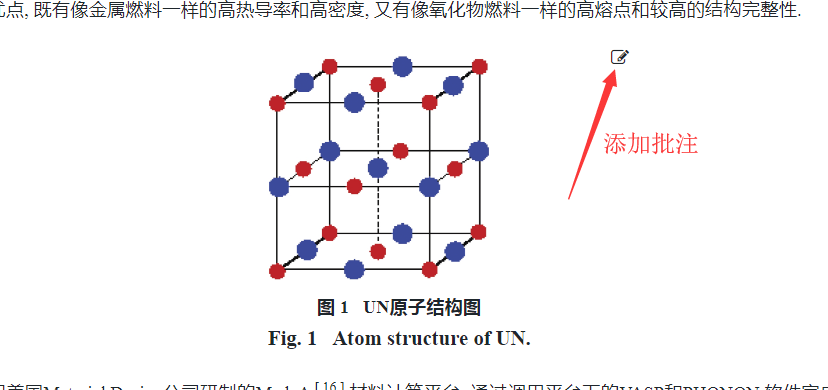 优点, 既有像金属燃料一样的高热导率和高密度, 又有像氧化物燃料一样的高熔点和较高的结构完整性.
添加批注
图 1 UN原子结构图
Fig. 1 Atom structure of UN.